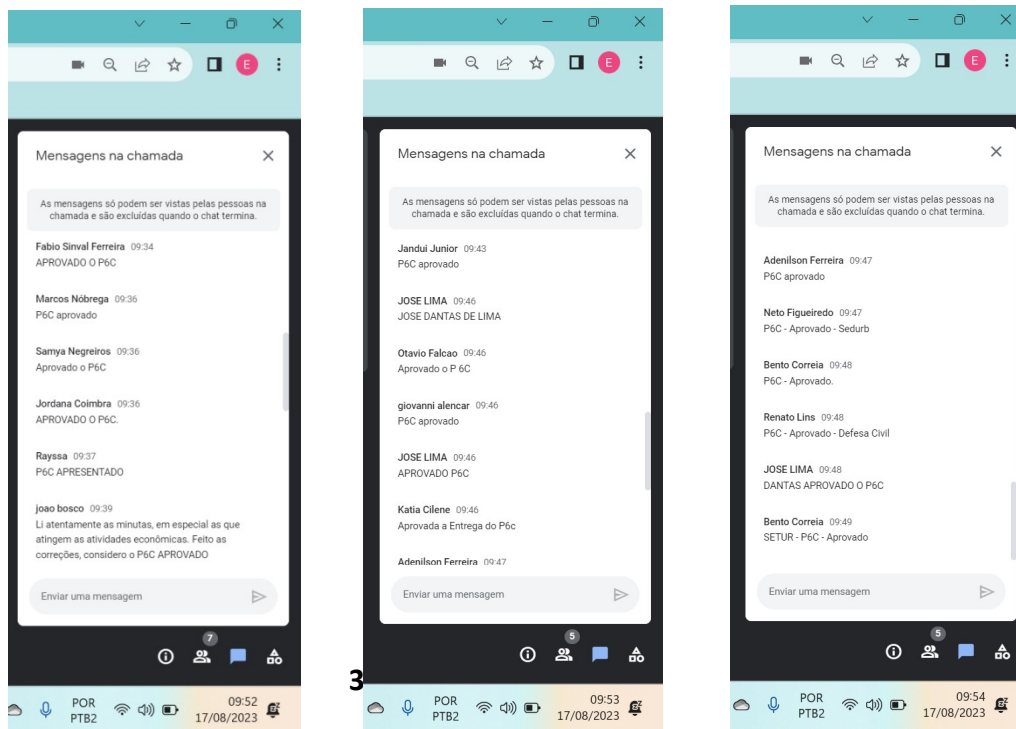 E
Mensagens na chamada
As mensagens só podem ser vistas pelas pessoas na
chamada e são excluídas quando o chat termina.
Fabio Sinval Ferreira 09:34
APROVADO O P6C
Marcos Nóbrega 09:36
P6C aprovado
Samya Negreiros 09:36
Aprovado o P6C
Jordana Coimbra 09:36
APROVADO O P6C.
Rayssa 09:37
P6C APRESENTADO
joao bosco 09:39
Li atentamente as minutas, em especial as que
atingem as atividades econômicas. Feito as
correções, considero o P6C APROVADO
Enviar uma mensagem
7
POR
PTB2
09:52
17/08/2023
E
Mensagens na chamada
As mensagens só podem ser vistas pelas pessoas na
chamada e são excluídas quando o chat termina.
Jandui Junior 09:43
P6C aprovado
JOSE LIMA 09:46
JOSE DANTAS DE LIMA
Otavio Falcao 09:46
Aprovado o P 6C
giovanni alencar 09:46
P6C aprovado
JOSE LIMA 09:46
APROVADO P6C
Katia Cilene 09:46
Aprovada a Entrega do P6c
Adenilson Ferreira 09:47
Enviar uma mensagem
5
3
POR
PTB2
09:53
17/08/2023
E
Mensagens na chamada
As mensagens só podem ser vistas pelas pessoas na
chamada e são excluídas quando o chat termina.
Adenilson Ferreira 09:47
P6C aprovado
Neto Figueiredo 09:47
P6C - Aprovado - Sedurb
Bento Correia 09:48
P6C - Aprovado.
Renato Lins 09:48
P6C - Aprovado - Defesa Civil
JOSE LIMA 09:48
DANTAS APROVADO O P6C
Bento Correia 09:49
SETUR - P6C - Aprovado
Enviar uma mensagem
5
POR
PTB2
09:54
17/08/2023